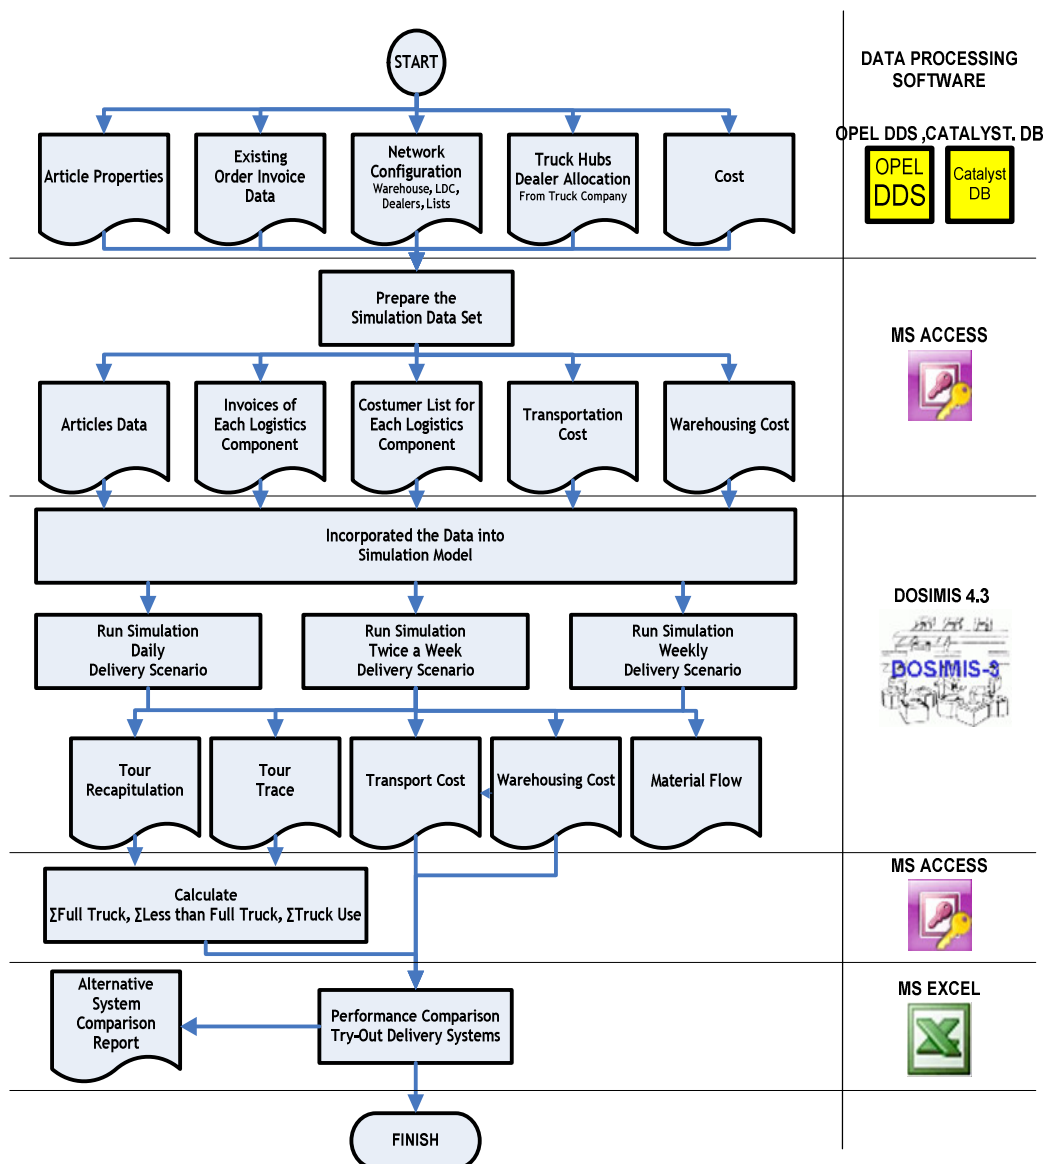 START
DATA PROCESSING
SOFTWARE
OPEL DDS ,CATALYST. DB
OPEL
DDS
Catalyst
DB
Article Properties
Existing
Order Invoice
Data
Network
Configuration
Warehouse, LDC,
Dealers, Lists
Truck Hubs
Dealer Allocation
From Truck Company
Cost
Prepare the
Simulation Data Set
MS ACCESS
Articles Data
Invoices of
Each Logistics
Component
Costumer List for
Each Logistics
Component
Transportation
Cost
Warehousing Cost
Incorporated the Data into
Simulation Model
DOSIMIS 4.3
DOSIMIS-3
Run Simulation
Daily
Delivery Scenario
Run Simulation
Twice a Week
Delivery Scenario
Run Simulation
Weekly
Delivery Scenario
Tour
Recapitulation
Tour
Trace
Transport Cost
Warehousing Cost
Material Flow
MS ACCESS
Calculate
ΣFull Truck, ΣLess than Full Truck, ΣTruck Use
Alternative
System
Comparison
Report
Performance Comparison
Try-Out Delivery Systems
MS EXCEL
FINISH